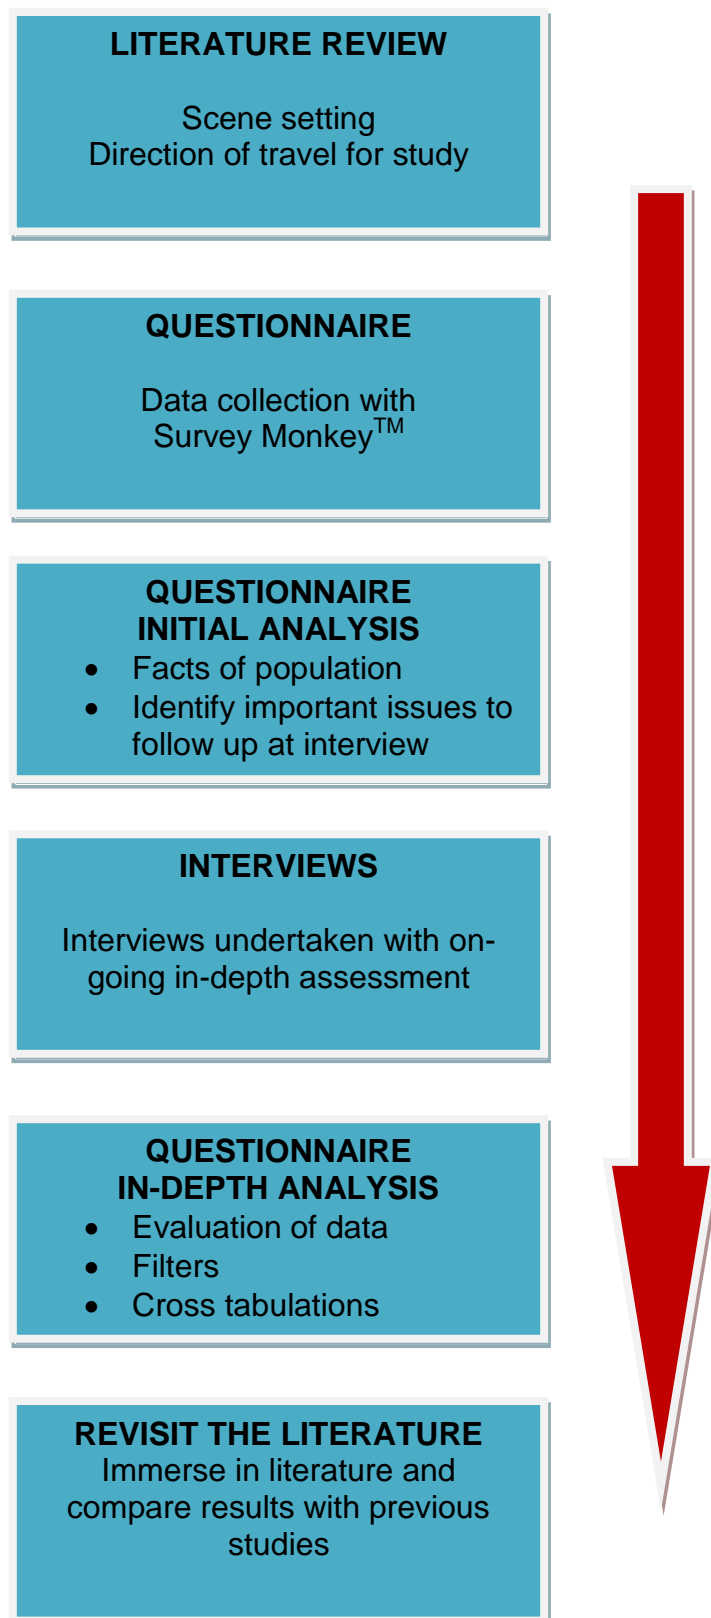 LITERATURE REVIEW
Scene setting
Direction of travel for study
QUESTIONNAIRE
Data collection with
Survey Monkey™
QUESTIONNAIRE
INITIAL ANALYSIS
• Facts of population
• Identify important issues to
follow up at interview
INTERVIEWS
Interviews undertaken with on-
going in-depth assessment
QUESTIONNAIRE
IN-DEPTH ANALYSIS
• Evaluation of data
• Filters
• Cross tabulations
REVISIT THE LITERATURE
Immerse in literature and
compare results with previous
studies